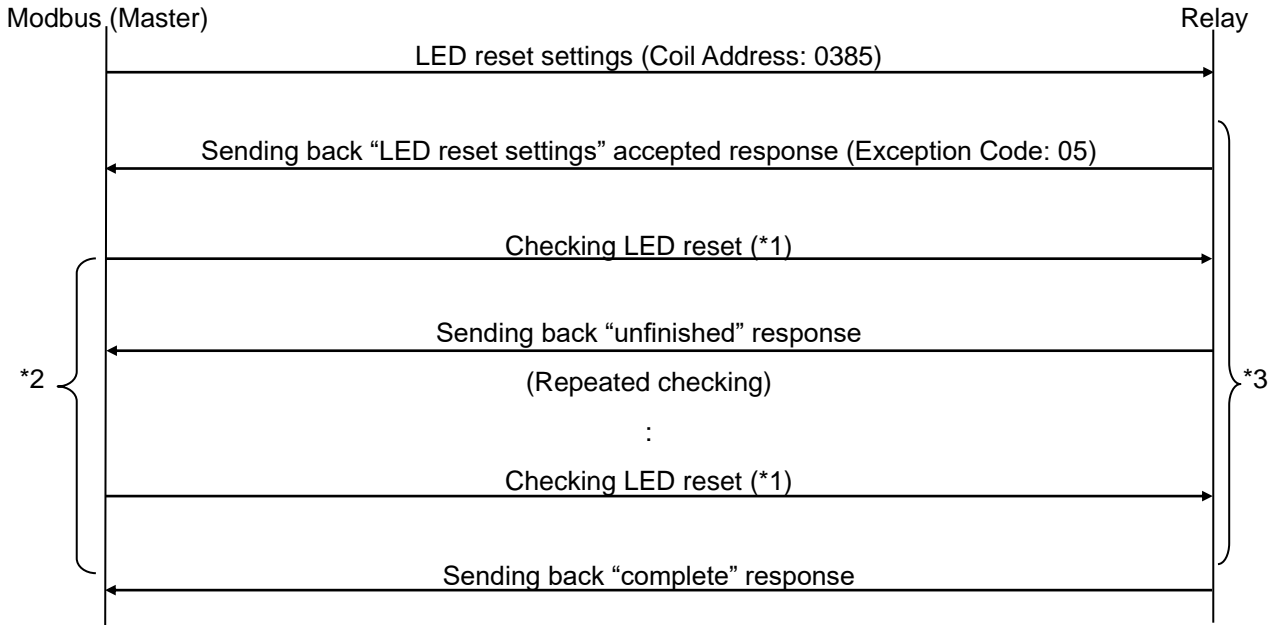 Modbus (Master)
Relay
LED reset settings (Coil Address: 0385)
Sending back “LED reset settings” accepted response (Exception Code: 05)
Checking LED reset (*1)
Sending back “unfinished” response
*2
(Repeated checking)
*3
:
Checking LED reset (*1)
Sending back “complete” response